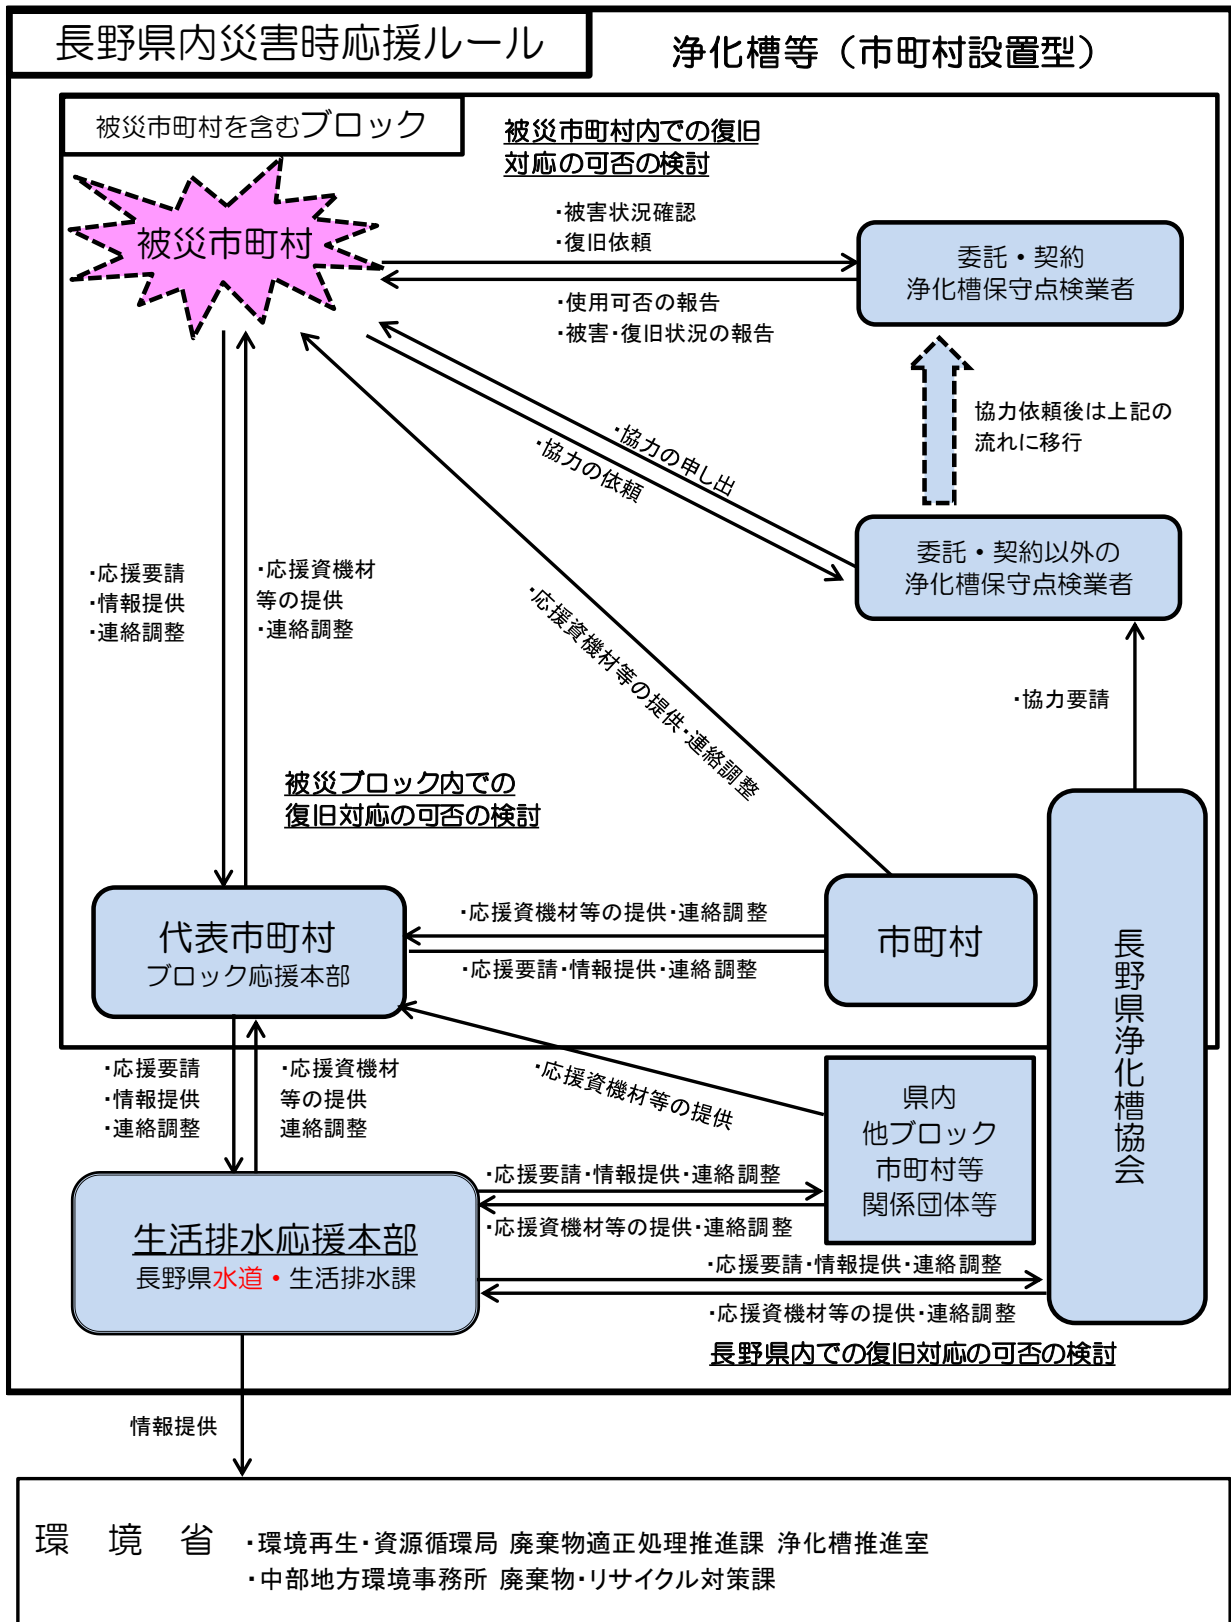 長野県内災害時応援ルール
浄化槽等（市町村設置型）
被災市町村を含むブロック
被災市町村内での復旧
対応の可否の検討
被災市町村
・被害状況確認
・復旧依頼
委託・契約
浄化槽保守点検業者
・使用可否の報告
・被害・復旧状況の報告
協力依頼後は上記の
流れに移行
・協力の申し出
・協力の依頼
委託・契約以外の
浄化槽保守点検業者
・応援要請
・情報提供
・連絡調整
・応援資機材
等の提供
・連絡調整
・応援資機材等の提供・連絡調整
・協力要請
被災ブロック内での
復旧対応の可否の検討
代表市町村
ブロック応援本部
・応援資機材等の提供・連絡調整
・応援要請・情報提供・連絡調整
市町村
長野県浄化槽協会
・応援要請
・情報提供
・連絡調整
・応援資機材
等の提供
連絡調整
・応援資機材等の提供
県内
他ブロック
市町村等
関係団体等
・応援要請・情報提供・連絡調整
・応援資機材等の提供・連絡調整
生活排水応援本部
長野県水道・生活排水課
・応援要請・情報提供・連絡調整
・応援資機材等の提供・連絡調整
長野県内での復旧対応の可否の検討
情報提供
環　境　省
・環境再生・資源循環局 廃棄物適正処理推進課 浄化槽推進室
・中部地方環境事務所 廃棄物・リサイクル対策課